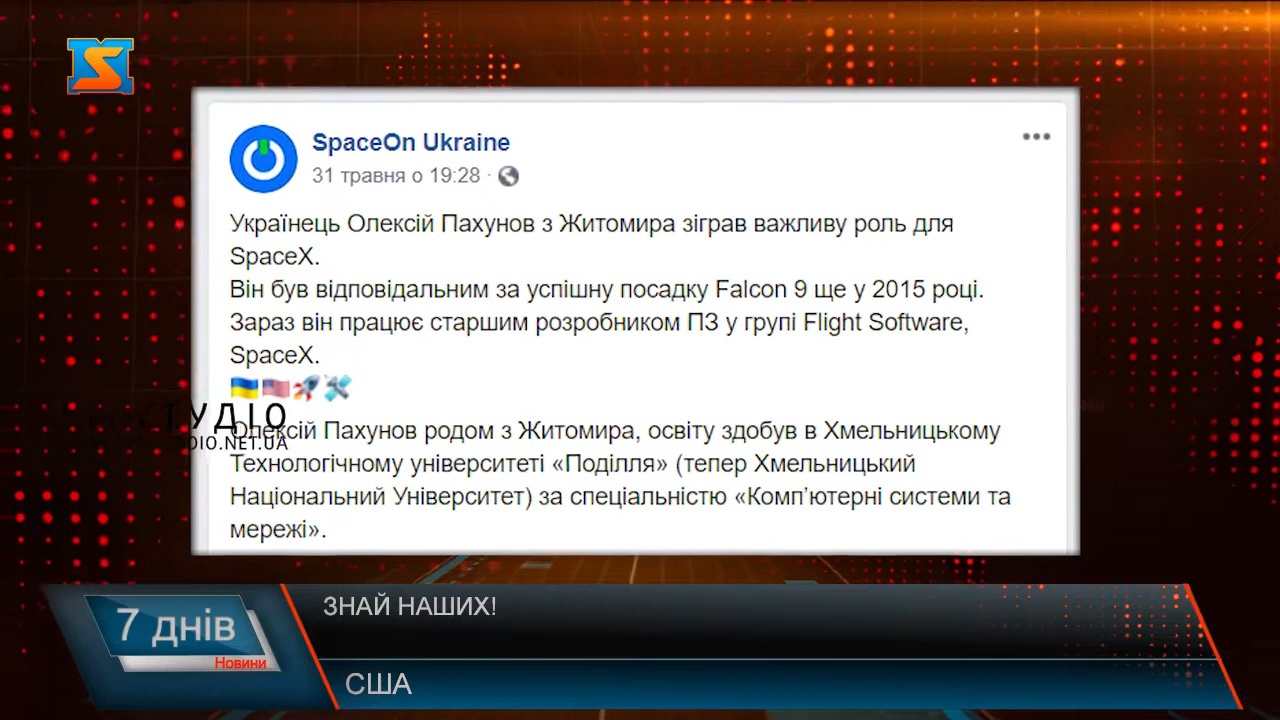 SpaceOn Ukraine
31 травня о 19:28 ·
Українець Олексій Пахунов з Житомира зіграв важливу роль для
SpaceX.
Він був відповідальним за успішну посадку Falcon 9 ще у 2015 році.
Зараз він працює старшим розробником ПЗ у групі Flight Software,
SpaceX.
СТУДІО
DIO.NET.UA
Олексій Пахунов родом з Житомира, освіту здобув в Хмельницькому
Технологічному університеті «Поділля» (тепер Хмельницький
Національний Університет) за спеціальністю «Комп'ютерні системи та
мережі».
7 днів
Новини
ЗНАЙ НАШИХ!
США